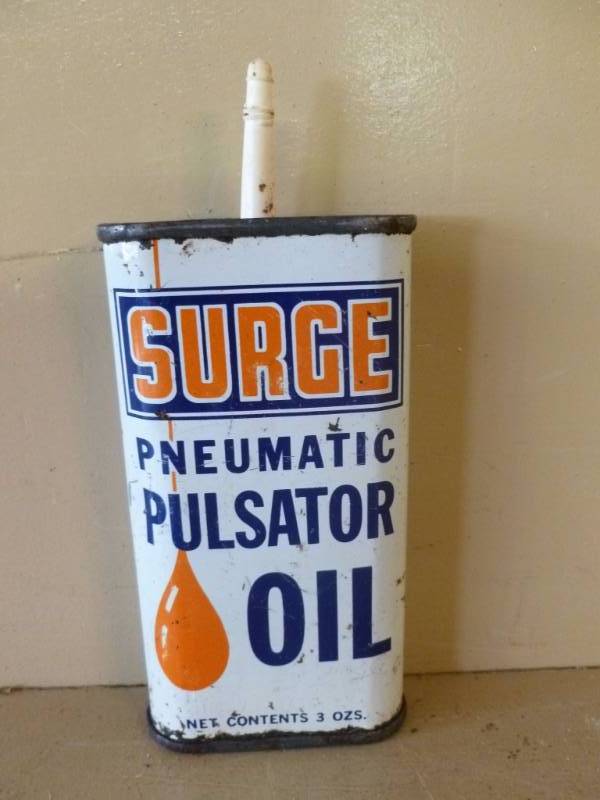 SURGE
PNEUMATIC
PULSATOR
OIL
NET CONTENTS 3 OZS.